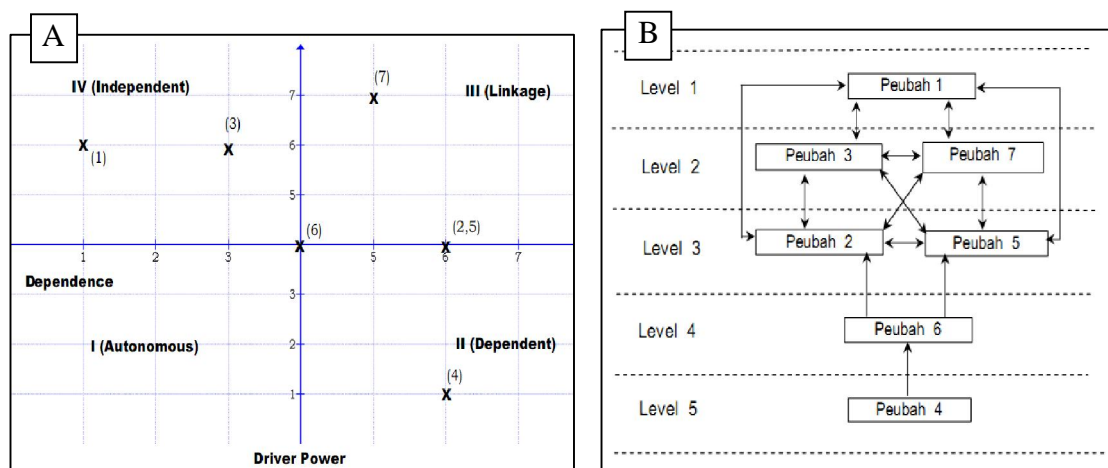 A
IV (Independent)
III (Linkage)
(7)
7
(3)
6
(1)
5
(6)
(2,5)
1
2
3
5
6
7
Dependence
3
I (Autonomous)
2
II (Dependent)
(4)
1
Driver Power
B
Level 1
Peubah 1
Level 2
Peubah 3
Peubah 7
Level 3
Peubah 2
Peubah 5
Level 4
Peubah 6
Level 5
Peubah 4